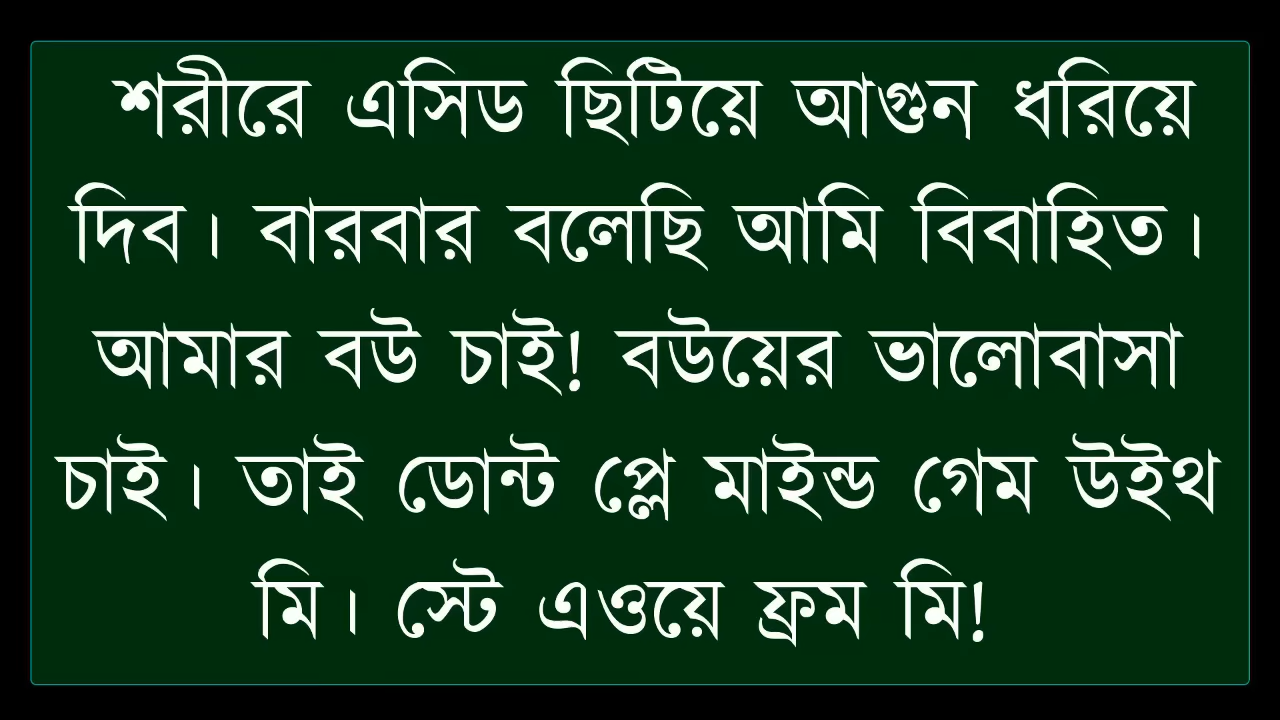 শরীরে এসিড ছিটিয়ে আগুন ধরিয়ে
দিব। বারবার বলেছি আমি বিবাহিত।
আমার বউ চাই! বউয়ের ভালোবাসা
চাই। তাই ডোন্ট প্লে মাইন্ড গেম উইথ
মি। স্টে এওয়ে ফ্রম মি!